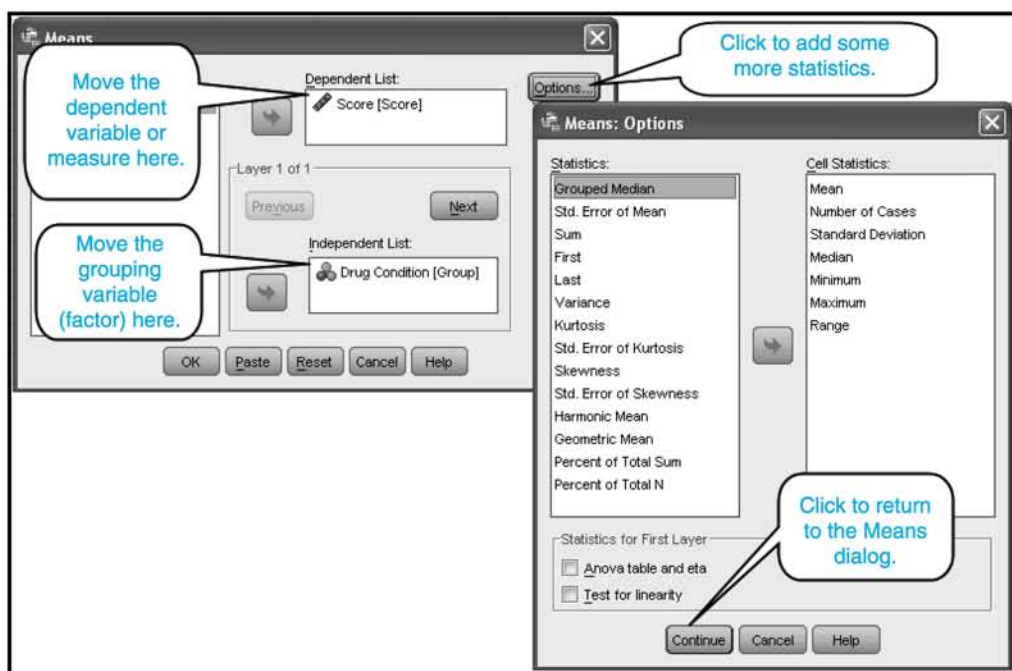 Means
Move the
dependent
variable or
measure here.
Dependent List:
Score [Score]
Options...
Click to add some
more statistics.
Layer 1 of 1
Previous
Next
Move the
grouping
variable
(factor) here.
Independent List:
Drug Condition [Group]
OK
Paste
Reset
Cancel
Help
Means: Options
Statistics:
Grouped Median
Std. Error of Mean
Sum
First
Last
Variance
Kurtosis
Std. Error of Kurtosis
Skewness
Std. Error of Skewness
Harmonic Mean
Geometric Mean
Percent of Total Sum
Percent of Total N
Cell Statistics:
Mean
Number of Cases
Standard Deviation
Median
Minimum
Maximum
Range
Click to return
to the Means
dialog.
Statistics for First Layer
Anova table and eta
Test for linearity
Continue
Cancel
Help